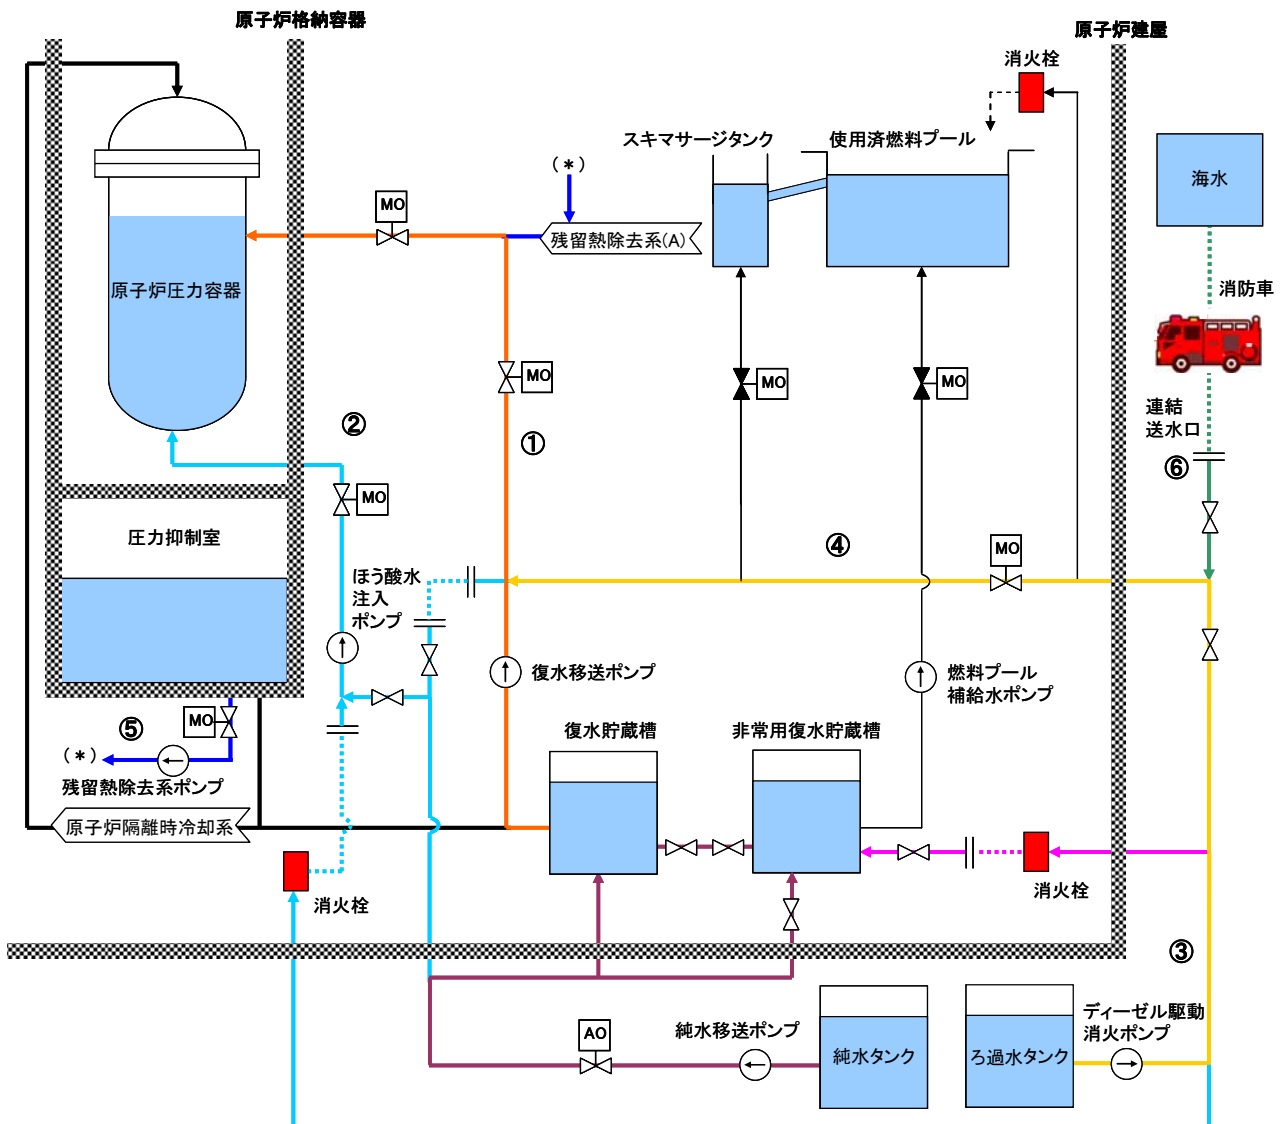 原子炉格納容器
原子炉建屋
消火栓
スキマサージタンク
使用済燃料プール
海水
(*)
MO
残留熱除去系(A)
原子炉圧力容器
消防車
MO
MO
MO
連結
送水口
②
①
⑥
MO
圧力抑制室
④
MO
ほう酸水
注入
ポンプ
復水移送ポンプ
燃料プール
補給水ポンプ
MO
⑤
(*)
残留熱除去系ポンプ
復水貯蔵槽
非常用復水貯蔵槽
原子炉隔離時冷却系
消火栓
消火栓
③
AO
純水移送ポンプ
純水タンク
ろ過水タンク
ディーゼル駆動
消火ポンプ